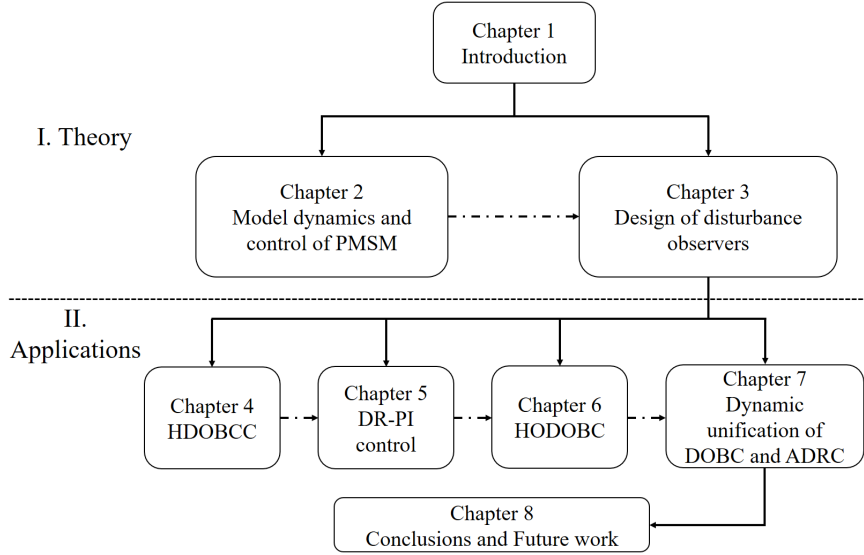 Chapter 1
Introduction
I. Theory
Chapter 2
Model dynamics and
control of PMSM
Chapter 3
Design of disturbance
observers
II.
Applications
Chapter 4
HDOBCC
Chapter 5
DR-PI
control
Chapter 6
HODOBC
Chapter 7
Dynamic
unification of
DOBC and ADRC
Chapter 8
Conclusions and Future work